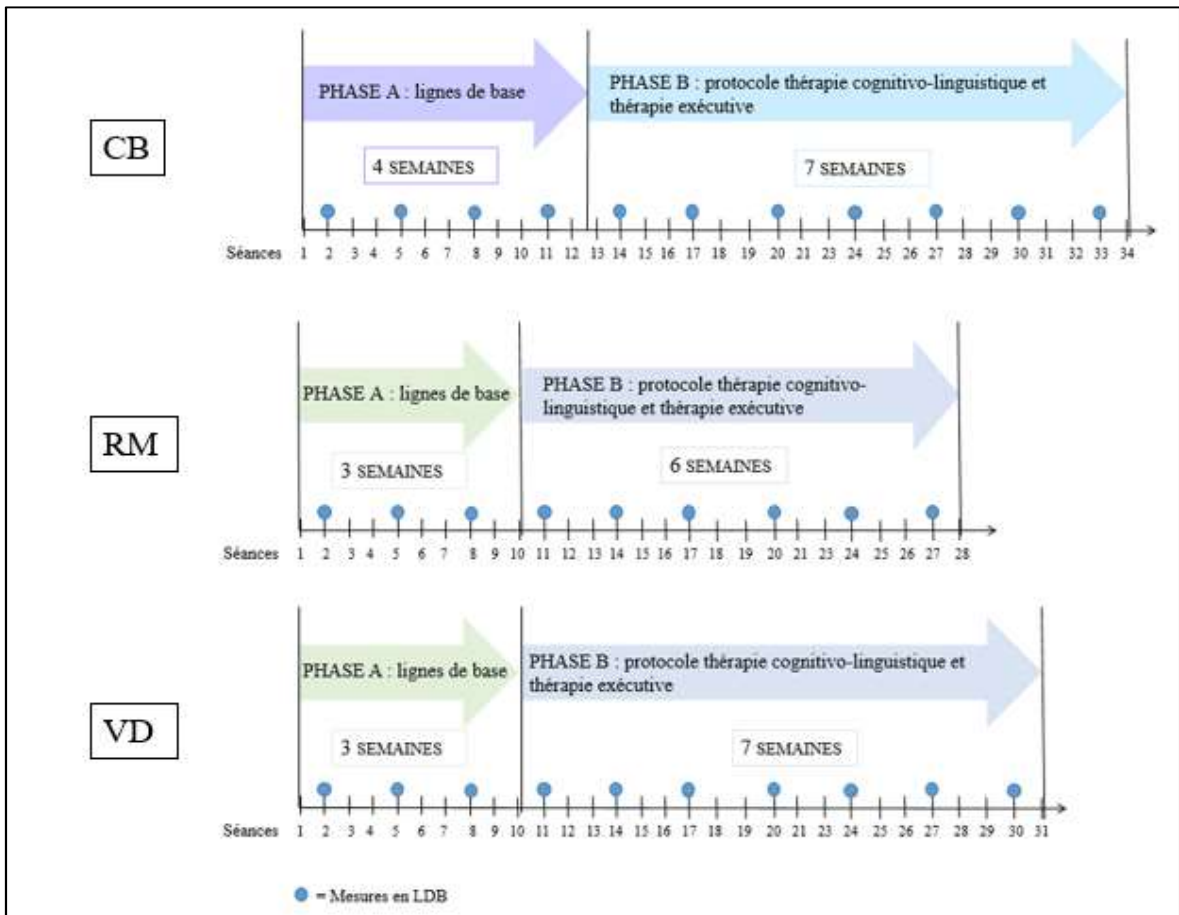 PHASE A : lignes de base
PHASE B : protocole thérapie cognitivo-linguistique et
thérapie exécutive
CB
4 SEMAINES
7 SEMAINES
Séances 1 2 3 4 5 6 7 8 9 10 11 12 13 14 15 16 17 18 19 20 21 22 23 24 25 26 27 28 29 30 31 32 33 34
PHASE A : lignes de base
PHASE B : protocole thérapie cognitivo-
linguistique et thérapie exécutive
RM
3 SEMAINES
6 SEMAINES
Séances 1 2 3 4 5 6 7 8 9 10 11 12 13 14 15 16 17 18 19 20 21 22 23 24 25 26 27 28
PHASE A : lignes de base
PHASE B : protocole thérapie cognitivo-linguistique et
thérapie exécutive
VD
3 SEMAINES
7 SEMAINES
Séances 1 2 3 4 5 6 7 8 9 10 11 12 13 14 15 16 17 18 19 20 21 22 23 24 25 26 27 28 29 30 31
= Mesures en LDB